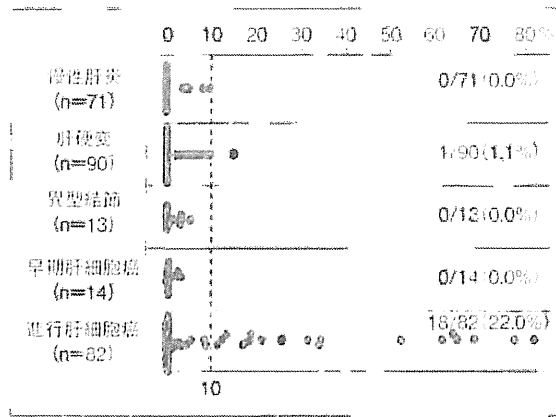 0 10 20 30 40 50 60 70 80%
慢性肝炎
(n=71)
0/71(0.0%)
肝硬変
(n=90)
1/90(1.1%)
異型結節
(n=13)
0/13(0.0%)
早期肝細胞癌
(n=14)
0/14(0.0%)
進行肝細胞癌
(n=82)
18/82(22.0%)
10